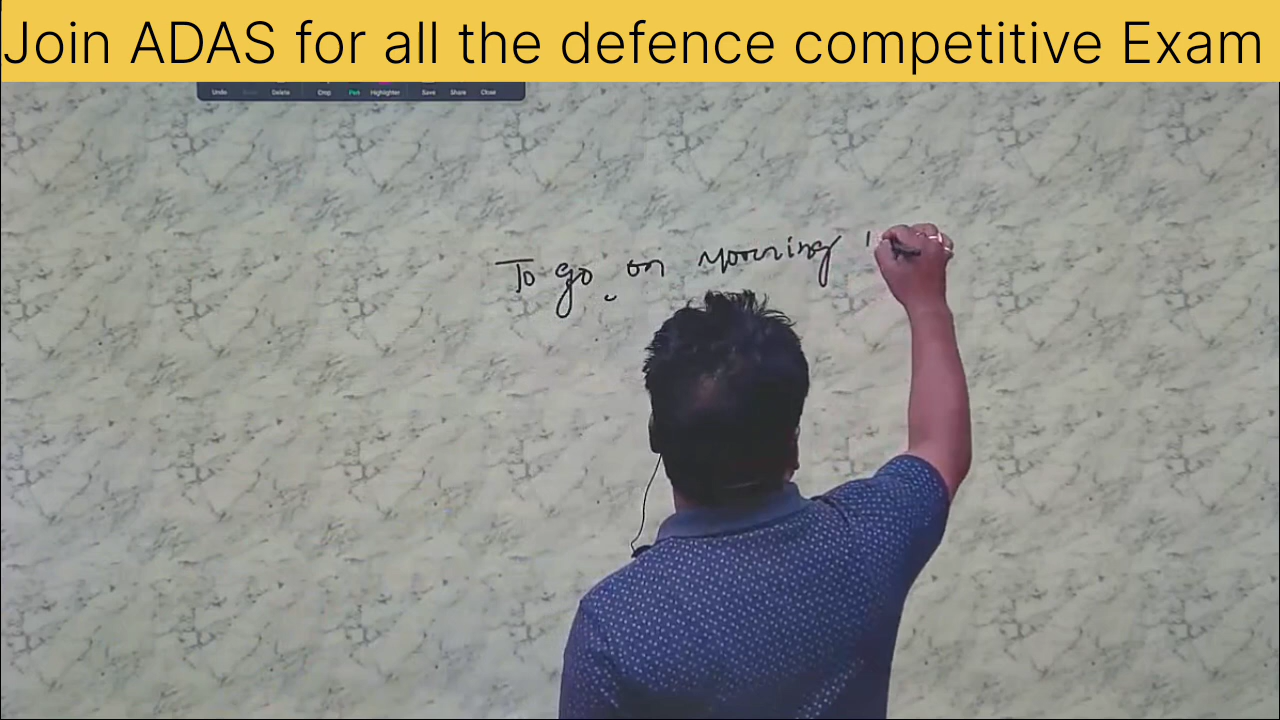 Join ADAS for all the defence competitive Exam
Undo Delete Crop Pen Highlighter Save Share Close
To go on morning